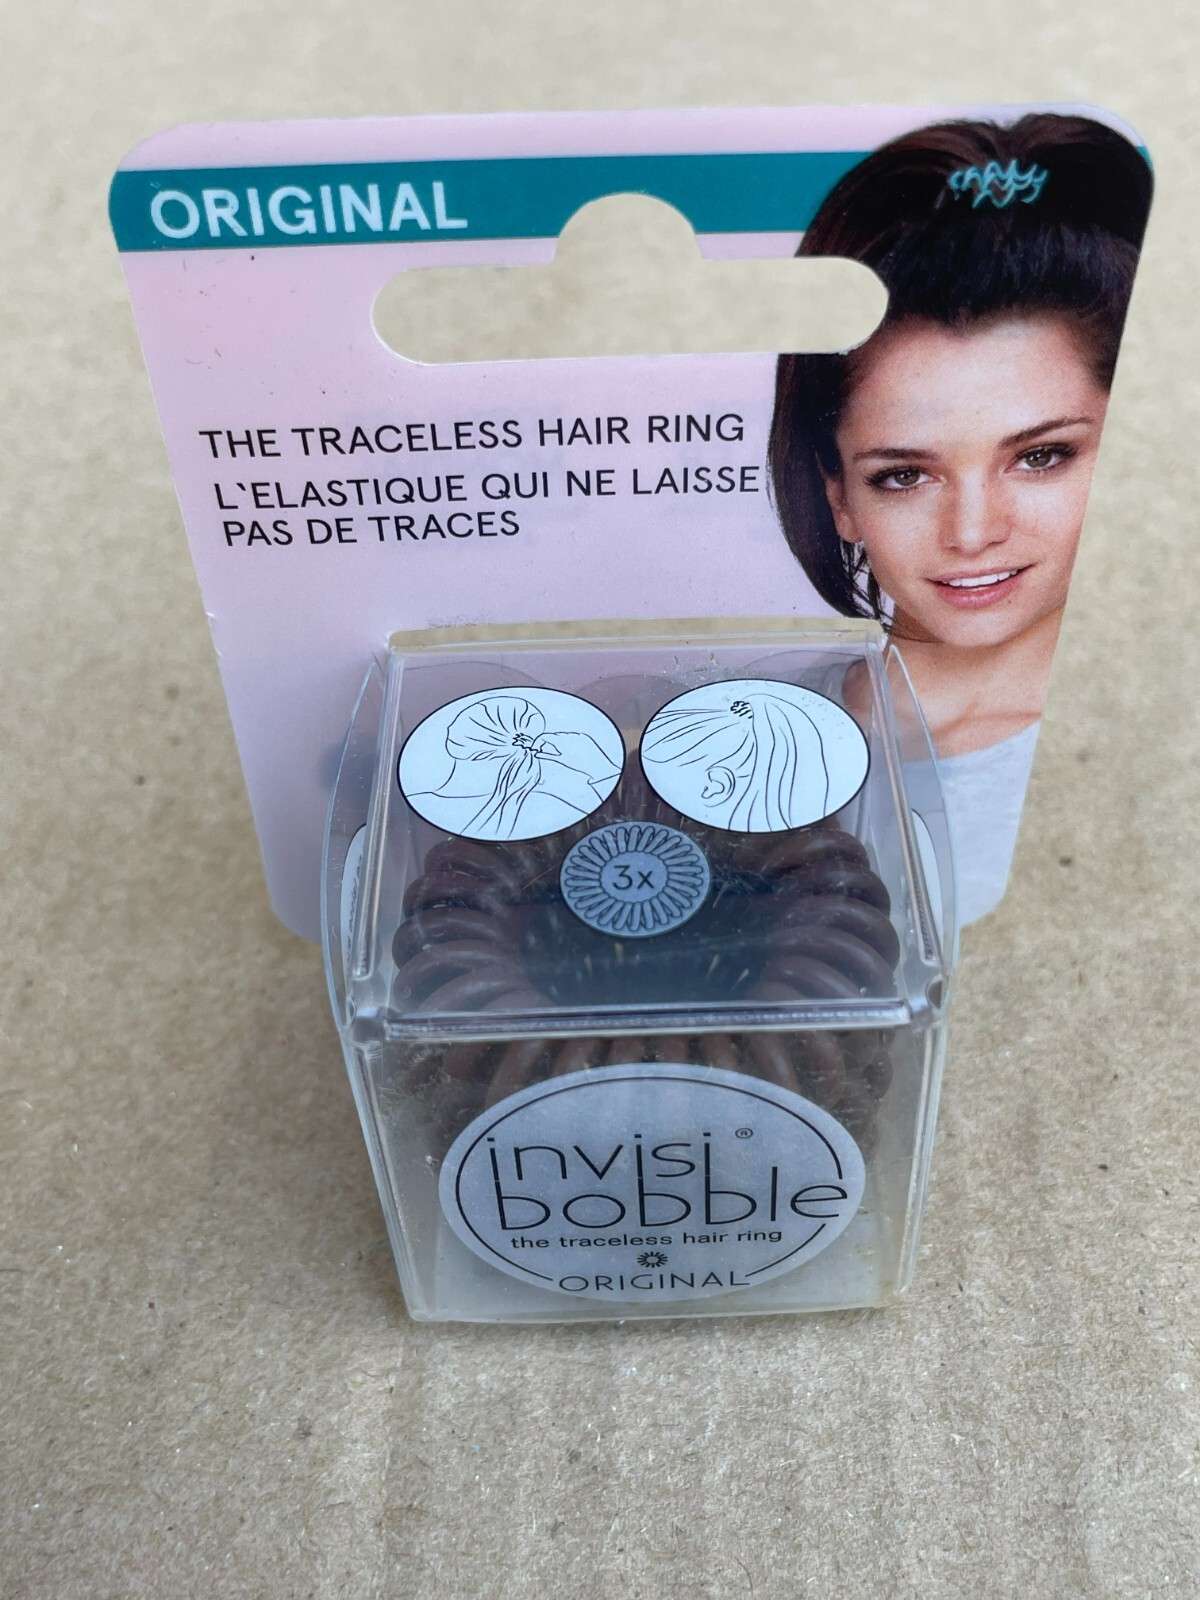 ORIGINAL
THE TRACELESS HAIR RING
L`ELASTIQUE QUI NE LAISSE
PAS DE TRACES
3x
invisi®
bobble
the traceless hair ring
ORIGINAL